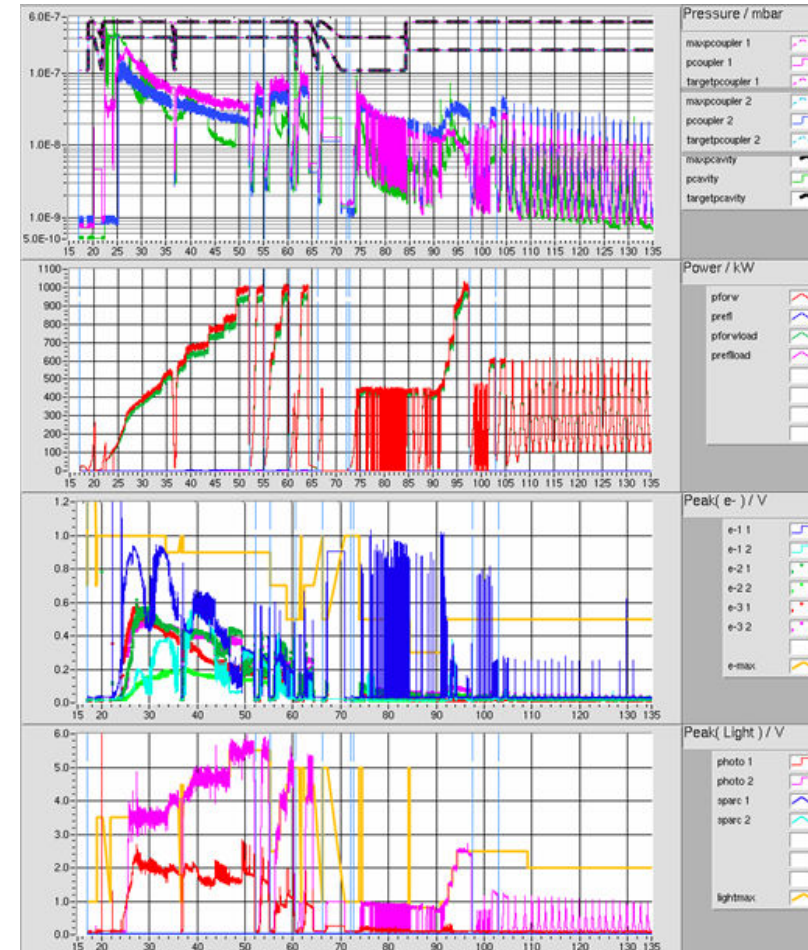 Pressure / mbar
6.0E-7
1.0E-7
1.0E-8
1.0E-9
5.0E-10
15 20 25 30 35 40 45 50 55 60 65 70 75 80 85 90 95 100 105 110 115 120 125 135
maxpcoupler 1
pcoupler 1
targetpcoupler 1
maxpcoupler 2
pcoupler 2
targetpcoupler 2
maxpcavity
pcavity
targetpcavity
Power / kW
1100
1000
900
800
700
600
500
400
300
200
100
0
15 20 25 30 35 40 45 50 55 60 65 70 75 80 85 90 95 100 105 110 115 120 125 135
pforw
prefl
pforwload
preflload
Peak( e- ) / V
1.2
1.0
0.8
0.6
0.4
0.2
0.0
15 20 30 40 50 60 70 80 90 100 110 120 130 135
e-1 1
e-1 2
e-2 1
e-2 2
e-3 1
e-3 2
e-max
Peak( Light ) / V
6.0
5.0
4.0
3.0
2.0
1.0
0.0
15 20 30 40 50 60 70 80 90 100 110 120 130 135
photo 1
photo 2
sparc 1
sparc 2
lightmax